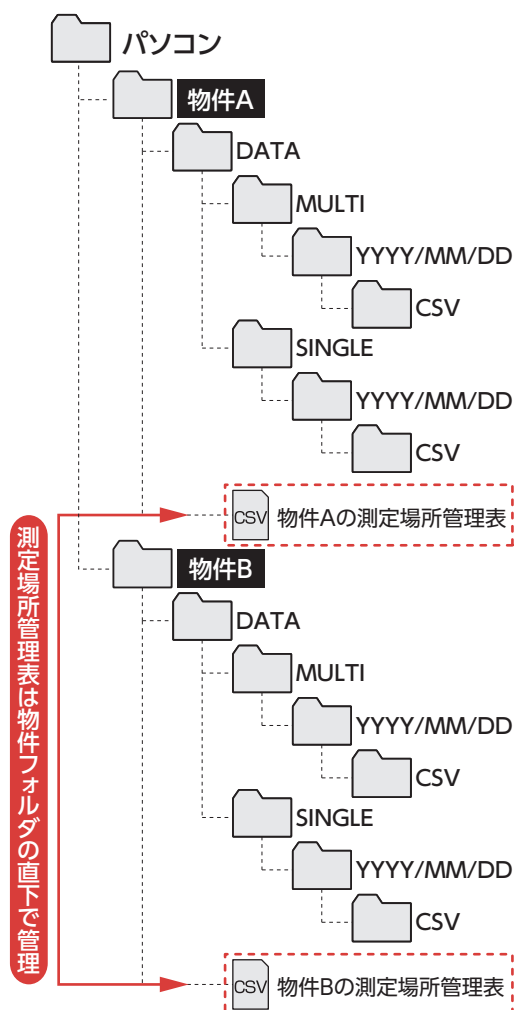 パソコン
物件A
DATA
MULTI
YYYY/MM/DD
CSV
SINGLE
YYYY/MM/DD
CSV
CSV 物件Aの測定場所管理表
測定場所管理表は物件フォルダの直下で管理
物件B
DATA
MULTI
YYYY/MM/DD
CSV
SINGLE
YYYY/MM/DD
CSV
CSV 物件Bの測定場所管理表